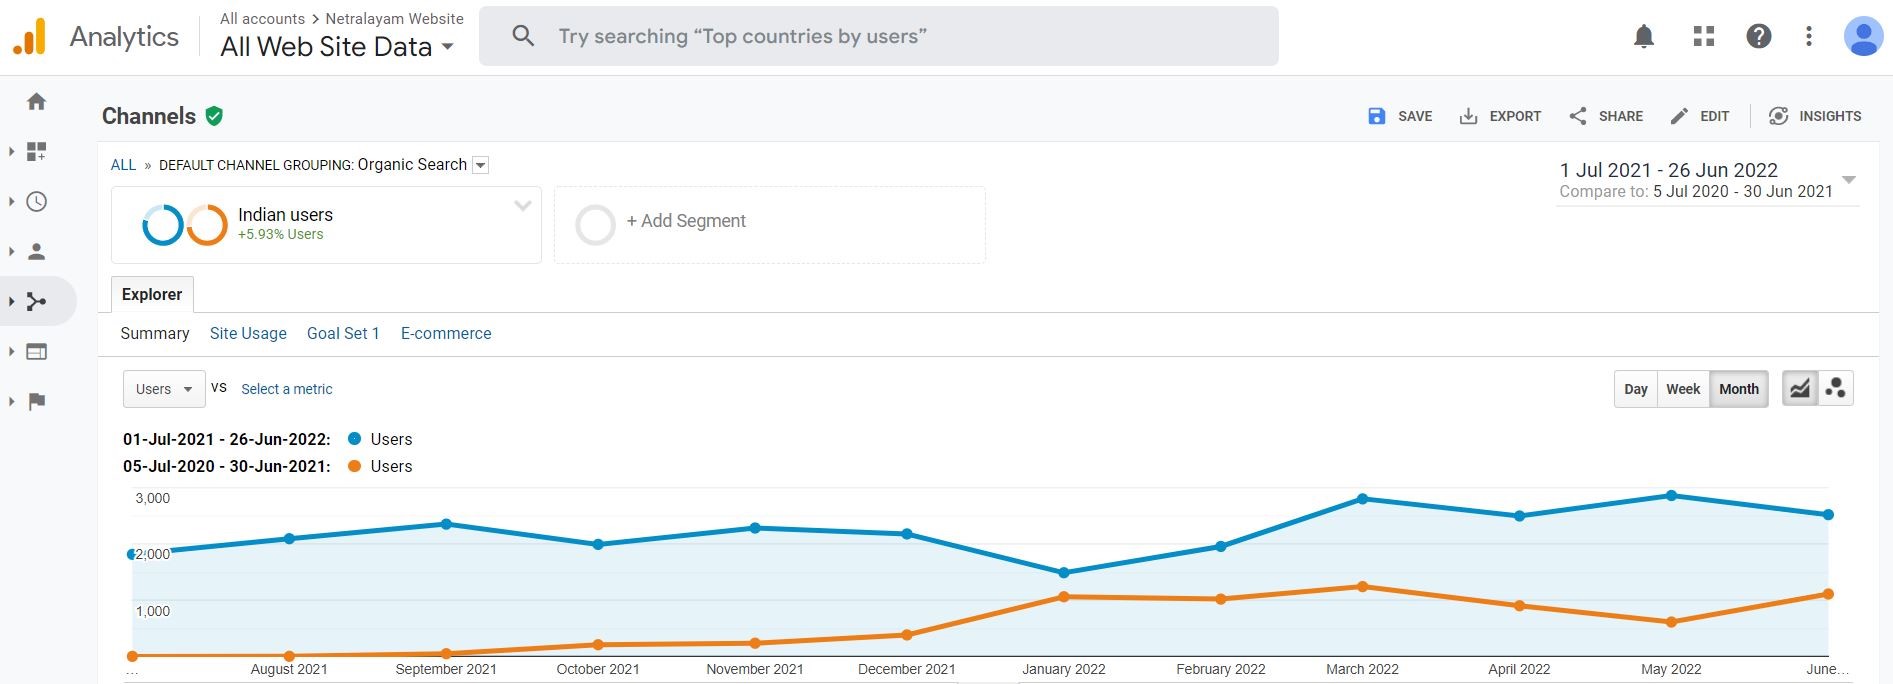 Analytics
All accounts > Netralayam Website
All Web Site Data
Try searching “Top countries by users”
Channels
SAVE EXPORT SHARE EDIT INSIGHTS
ALL » DEFAULT CHANNEL GROUPING: Organic Search
1 Jul 2021 - 26 Jun 2022
Compare to: 5 Jul 2020 - 30 Jun 2021
Indian users
+5.93% Users
+ Add Segment
Explorer
Summary Site Usage Goal Set 1 E-commerce
Users VS Select a metric
Day Week Month
01-Jul-2021 - 26-Jun-2022: Users
05-Jul-2020 - 30-Jun-2021: Users
3,000
2,000
1,000
... August 2021 September 2021 October 2021 November 2021 December 2021 January 2022 February 2022 March 2022 April 2022 May 2022 June...